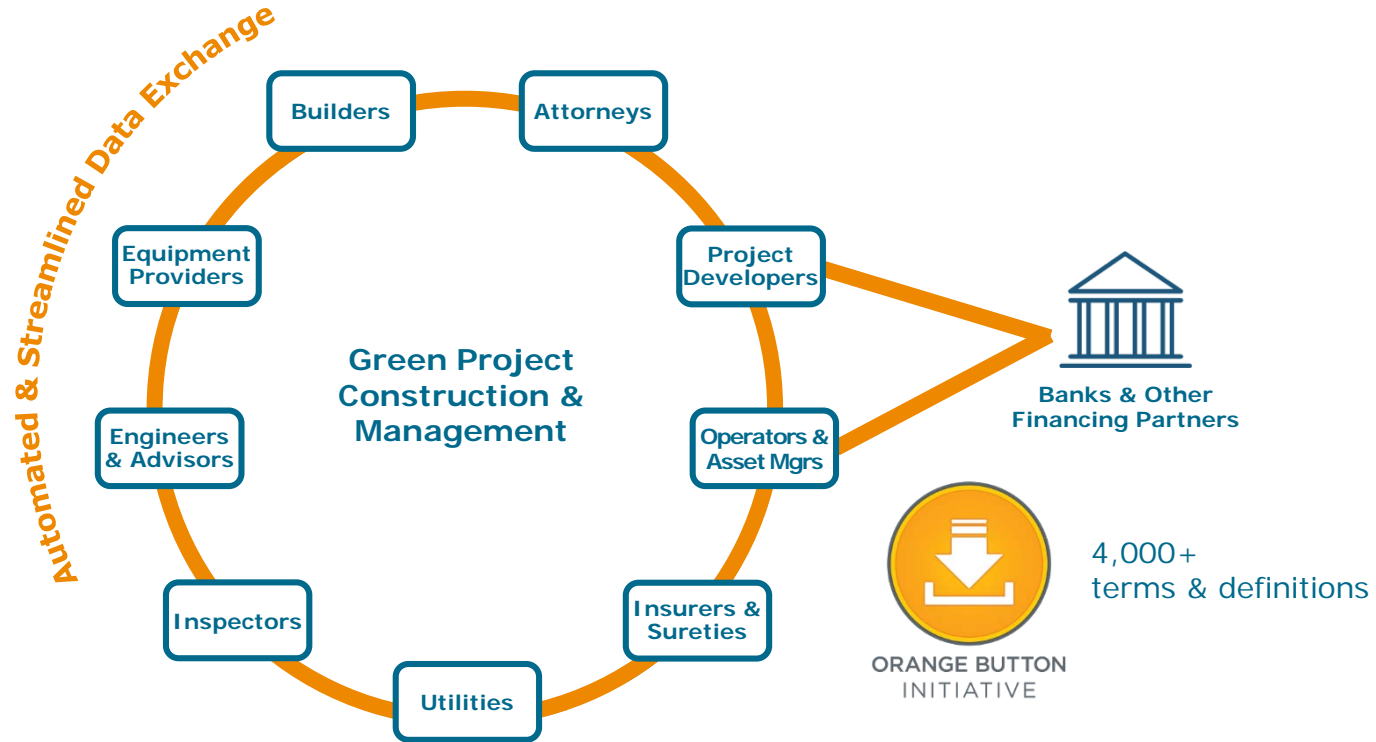 Automated & Streamlined Data Exchange
Builders
Attorneys
Equipment
Providers
Project
Developers
Green Project
Construction &
Management
Banks & Other
Financing Partners
Engineers
& Advisors
Operators &
Asset Mgrs
4,000+
terms & definitions
Inspectors
Insurers &
Sureties
ORANGE BUTTON
INITIATIVE
Utilities